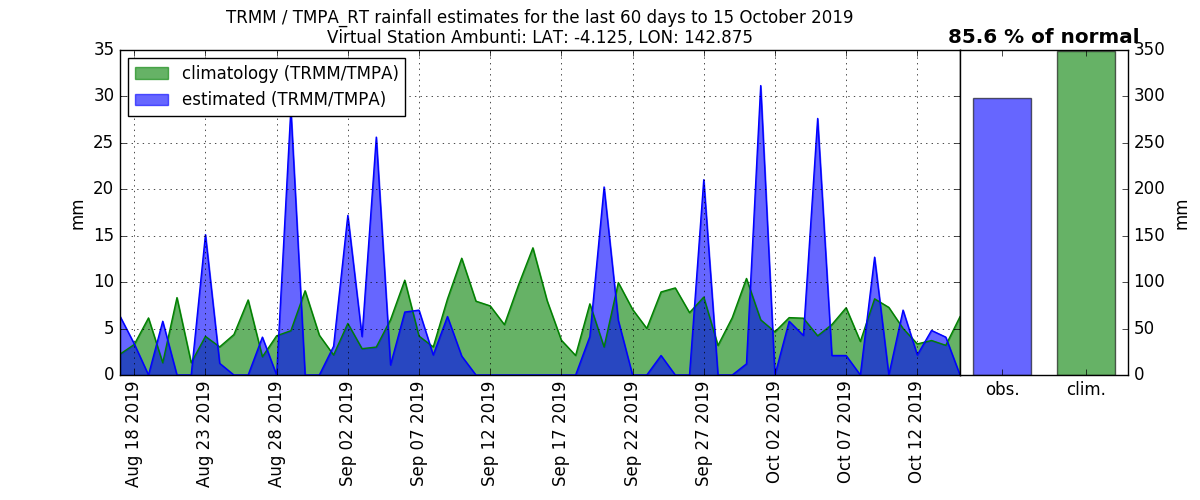 TRMM / TMPA_RT rainfall estimates for the last 60 days to 15 October 2019
Virtual Station Ambunti: LAT: -4.125, LON: 142.875
85.6 % of normal
climatology (TRMM/TMPA)
estimated (TRMM/TMPA)
35
30
25
20
15
10
5
0
mm
Aug 18 2019
Aug 23 2019
Aug 28 2019
Sep 02 2019
Sep 07 2019
Sep 12 2019
Sep 17 2019
Sep 22 2019
Sep 27 2019
Oct 02 2019
Oct 07 2019
Oct 12 2019
obs.
clim.
350
300
250
200
150
100
50
0
mm